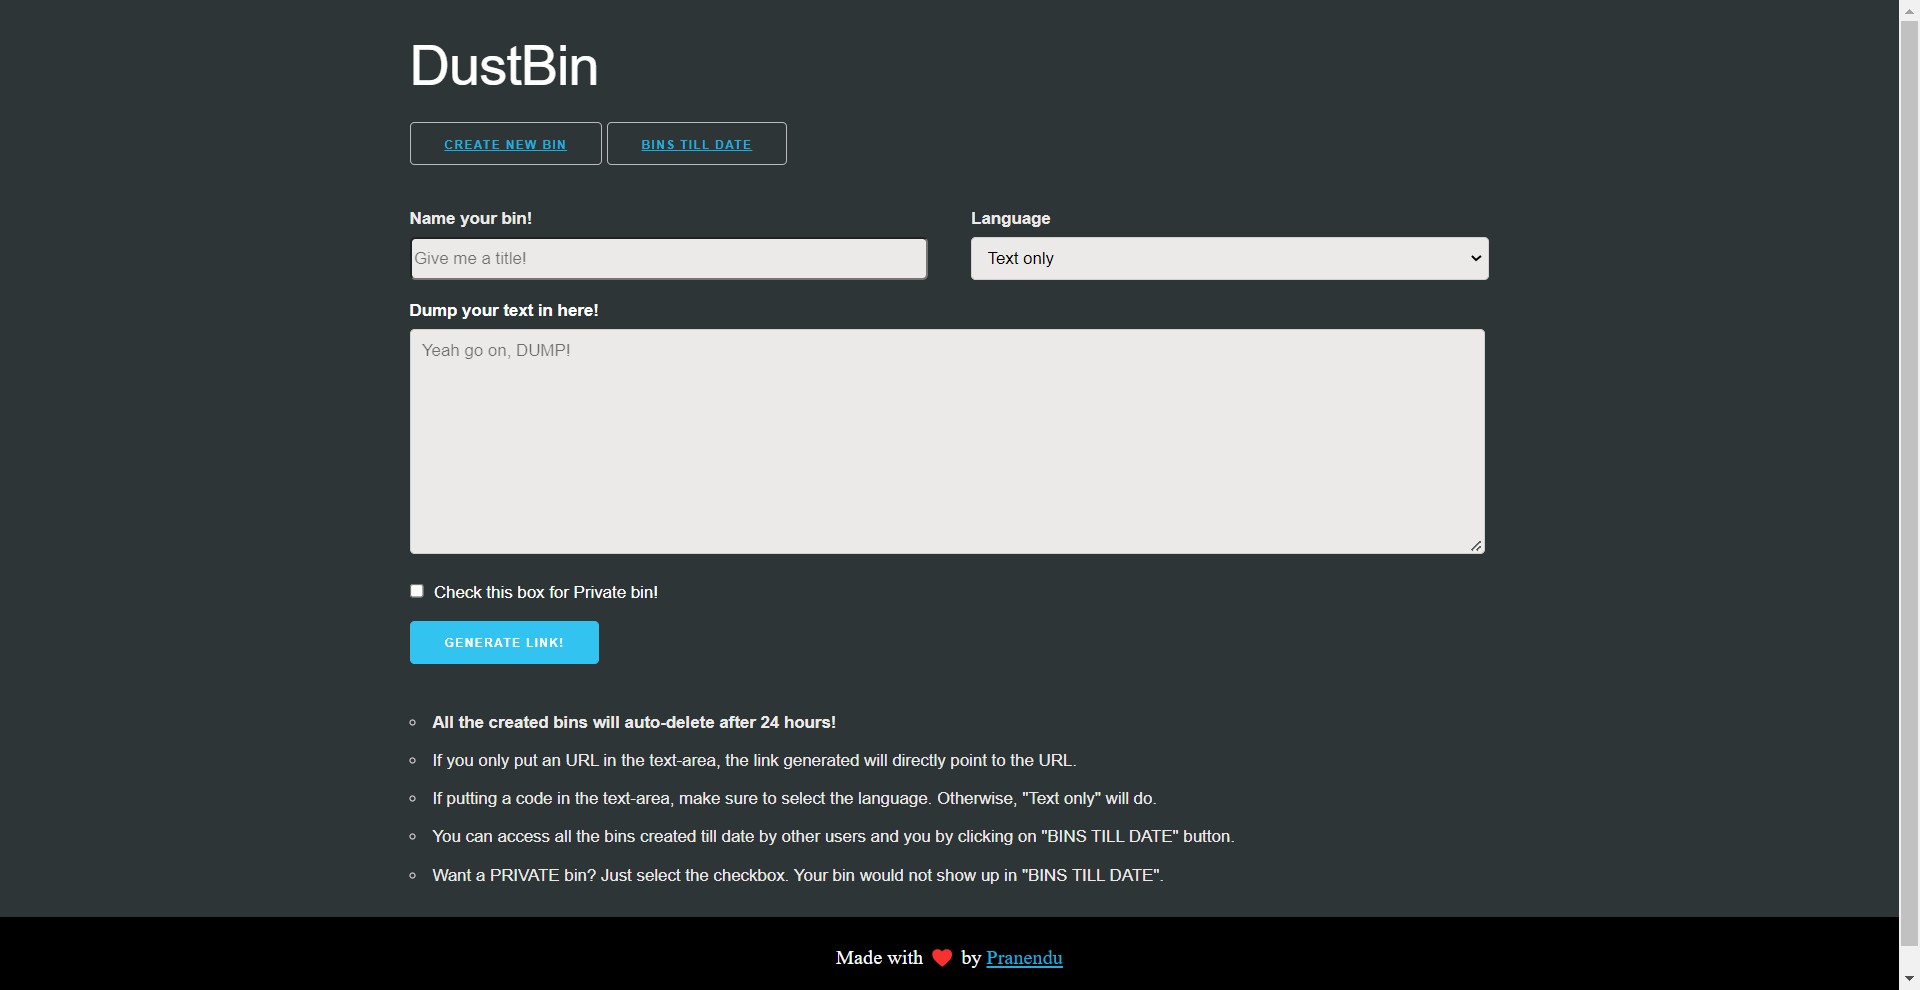 DustBin
CREATE NEW BIN BINS TILL DATE
Name your bin! Language
Give me a title! Text only
Dump your text in here!
Yeah go on, DUMP!
Check this box for Private bin!
GENERATE LINK!
All the created bins will auto-delete after 24 hours!
If you only put an URL in the text-area, the link generated will directly point to the URL.
If putting a code in the text-area, make sure to select the language. Otherwise, "Text only" will do.
You can access all the bins created till date by other users and you by clicking on "BINS TILL DATE" button.
Want a PRIVATE bin? Just select the checkbox. Your bin would not show up in "BINS TILL DATE".
Made with ❤️ by Pranendu